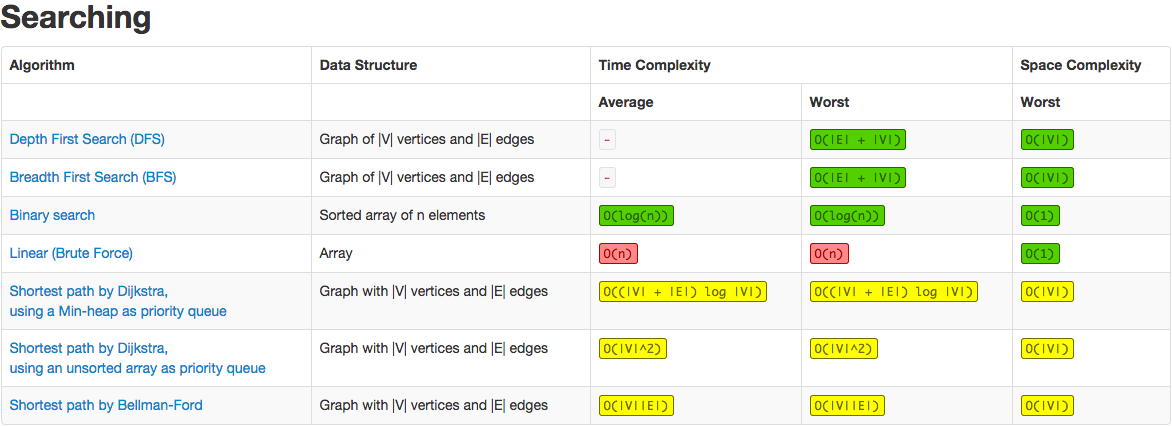 Searching
Algorithm Data Structure Time Complexity Space Complexity
Average Worst Worst
Depth First Search (DFS) Graph of |V| vertices and |E| edges - O(|E| + |V|) O(|V|)
Breadth First Search (BFS) Graph of |V| vertices and |E| edges - O(|E| + |V|) O(|V|)
Binary search Sorted array of n elements O(log(n)) O(log(n)) O(1)
Linear (Brute Force) Array O(n) O(n) O(1)
Shortest path by Dijkstra, Graph with |V| vertices and |E| edges O((|V| + |E|) log |V|) O((|V| + |E|) log |V|) O(|V|)
using a Min-heap as priority queue
Shortest path by Dijkstra, Graph with |V| vertices and |E| edges O(|V|^2) O(|V|^2) O(|V|)
using an unsorted array as priority queue
Shortest path by Bellman-Ford Graph with |V| vertices and |E| edges O(|V||E|) O(|V||E|) O(|V|)